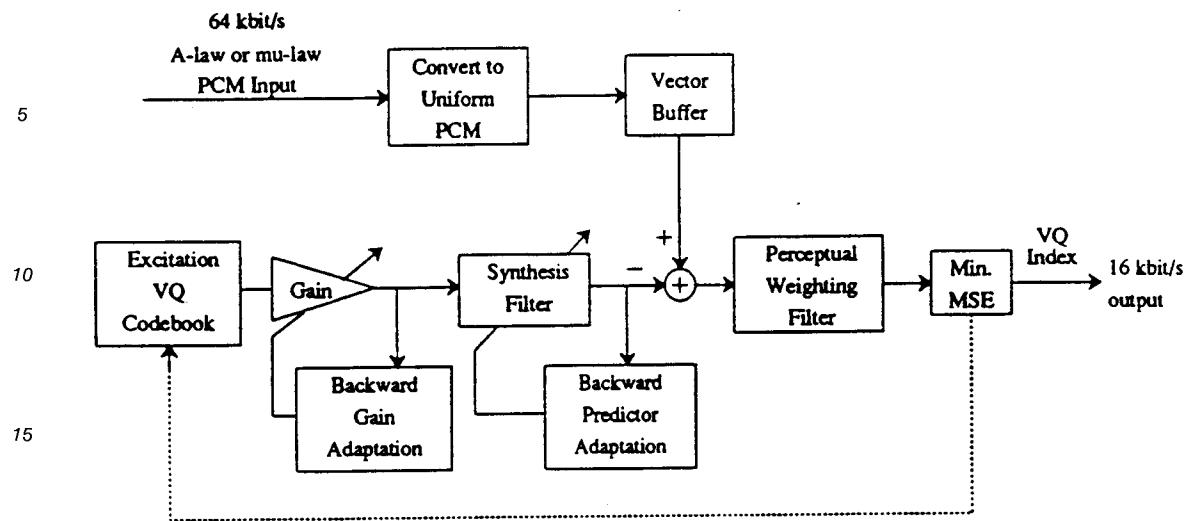 64 kbit/s
A-law or mu-law
PCM Input
Convert to
Uniform
PCM
Vector
Buffer
5
Excitation
VQ
Codebook
Gain
Synthesis
Filter
+
−
+
Perceptual
Weighting
Filter
Min.
MSE
VQ
Index
16 kbit/s
output
10
Backward
Gain
Adaptation
Backward
Predictor
Adaptation
15